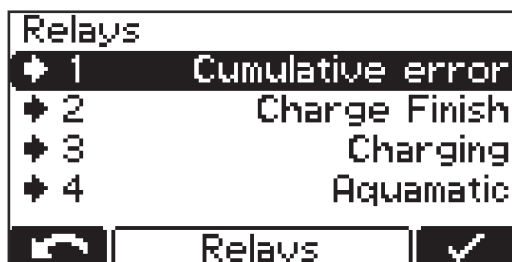 Relays
1 Cumulative error
2 Charge Finish
3 Charging
4 Aquamatic
Relays